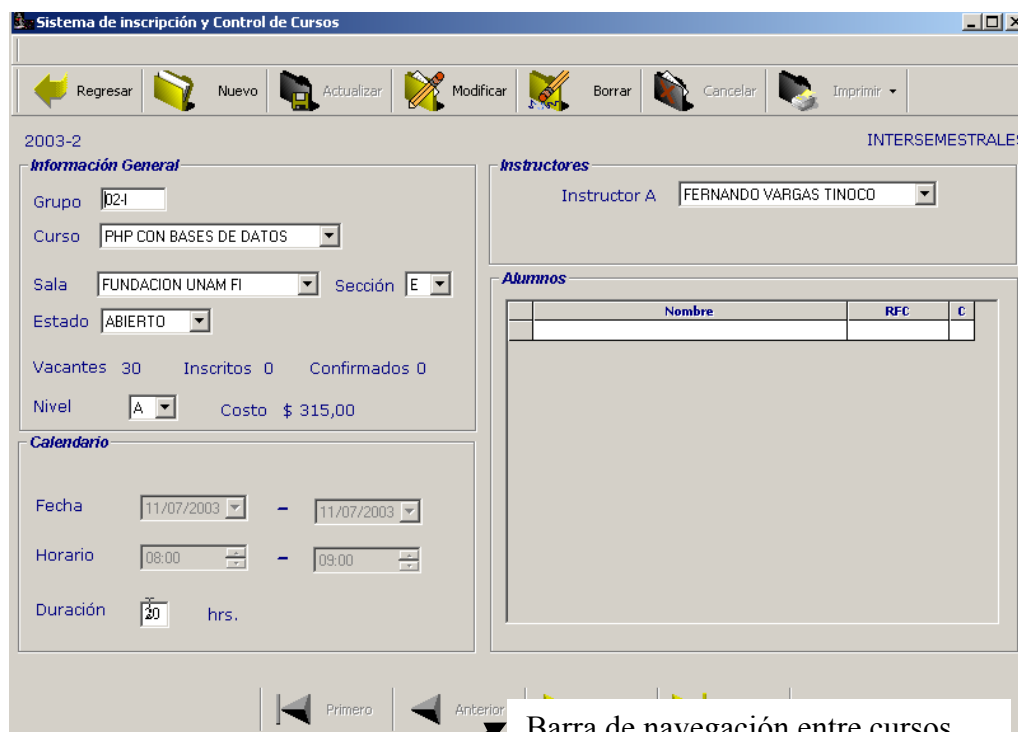 Sistema de inscripción y Control de Cursos
Regresar Nuevo Actualizar Modificar Borrar Cancelar Imprimir
2003-2 INTERSEMESTRALES
Información General
Grupo 02-I
Curso PHP CON BASES DE DATOS
Sala FUNDACION UNAM FI Sección E
Estado ABIERTO
Vacantes 30 Inscritos 0 Confirmados 0
Nivel A Costo $ 315,00
Instructores
Instructor A FERNANDO VARGAS TINOCO
Alumnos
Nombre RFC C
Calendario
Fecha 11/07/2003 - 11/07/2003
Horario 08:00 - 09:00
Duración 20 hrs.
Primero Anterior
Barra de navegación entre cursos